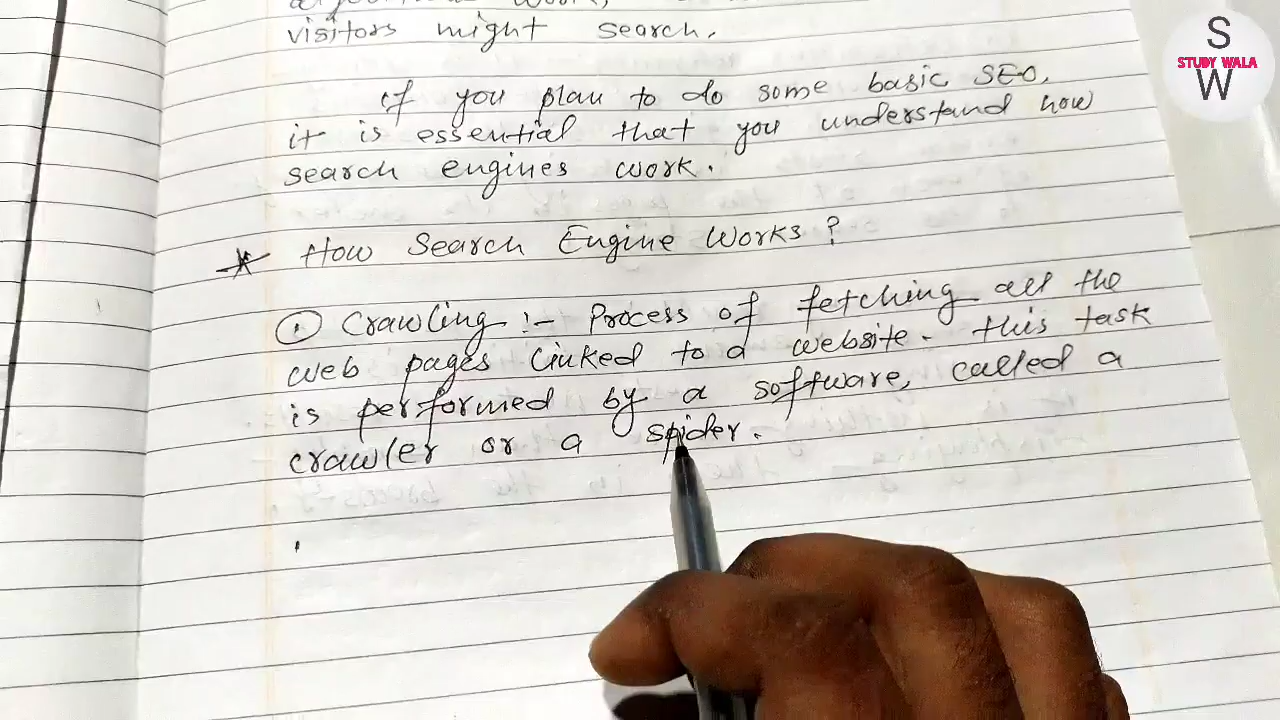 work,
visitors might search.
If you plan to do some basic SEO,
it is essential that you understand how
search engines work.
How Search Engine Works?
① Crawling :- Process of fetching all the
web pages linked to a website. This task
is performed by a software, called a
crawler or a spider.
S
STUDY WALA
W